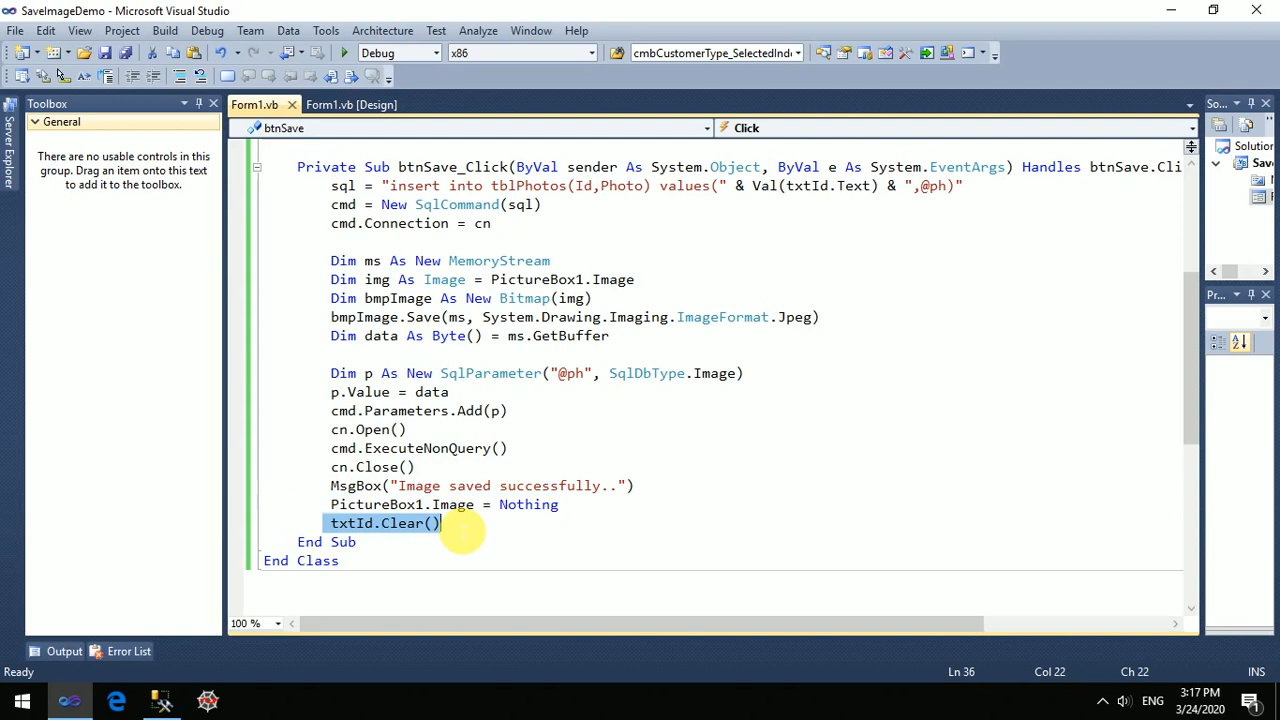 SaveImageDemo - Microsoft Visual Studio
File Edit View Project Build Debug Team Data Tools Architecture Test Analyze Window Help
Debug x86 cmbCustomerType_SelectedInd
Toolbox
Form1.vb Form1.vb [Design] So...
General
btnSave Click
Server Explorer
There are no usable controls in this
group. Drag an item onto this text
to add it to the toolbox.
Solution
Private Sub btnSave_Click(ByVal sender As System.Object, ByVal e As System.EventArgs) Handles btnSave.Cli
sql = "insert into tblPhotos(Id,Photo) values(" & Val(txtId.Text) & ",@ph)"
cmd = New SqlCommand(sql)
cmd.Connection = cn
Dim ms As New MemoryStream
Dim img As Image = PictureBox1.Image
Dim bmpImage As New Bitmap(img)
bmpImage.Save(ms, System.Drawing.Imaging.ImageFormat.Jpeg)
Dim data As Byte() = ms.GetBuffer
Dim p As New SqlParameter("@ph", SqlDbType.Image)
p.Value = data
cmd.Parameters.Add(p)
cn.Open()
cmd.ExecuteNonQuery()
cn.Close()
MsgBox("Image saved successfully..")
PictureBox1.Image = Nothing
txtId.Clear()
End Sub
End Class
Sav
Pr...
100 %
Output Error List
Ready Ln 36 Col 22 Ch 22 INS
ENG
3:17 PM
3/24/2020